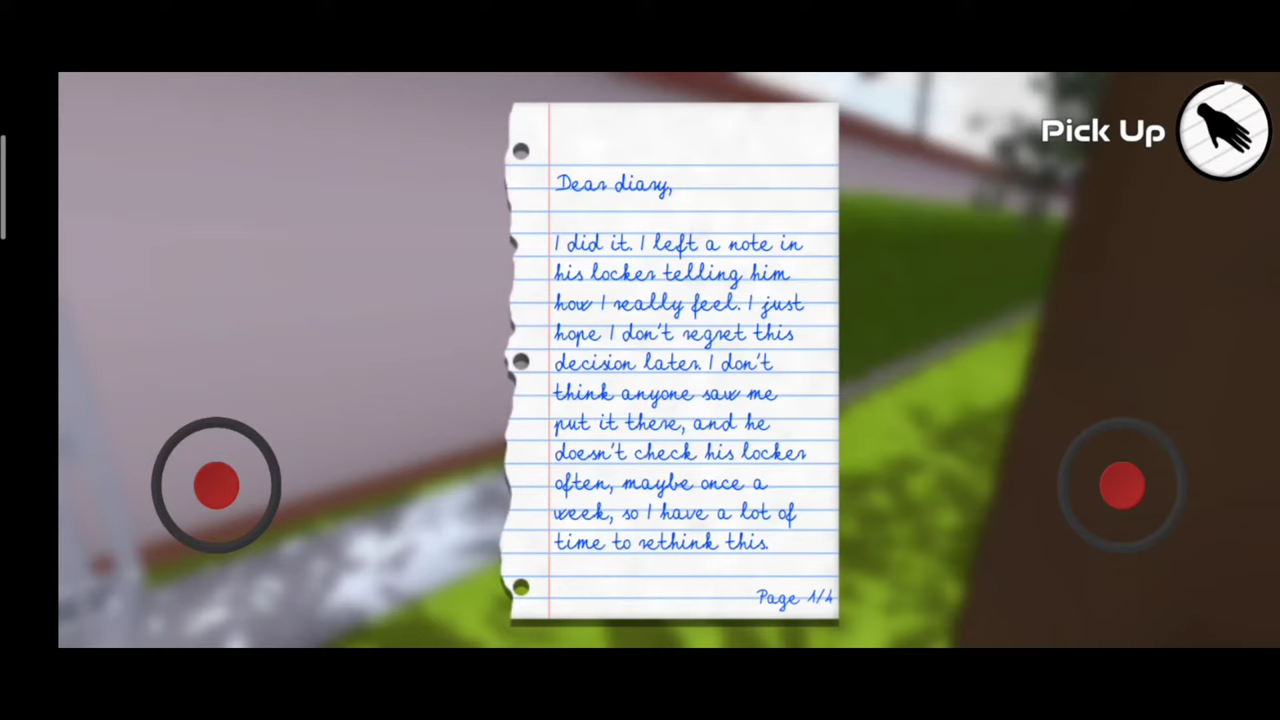 Pick Up
Dear diary,
I did it. I left a note in
his locker telling him
how I really feel. I just
hope I don't regret this
decision later. I don't
think anyone saw me
put it there, and he
doesn't check his locker
often, maybe once a
week, so I have a lot of
time to rethink this.
Page 1/4